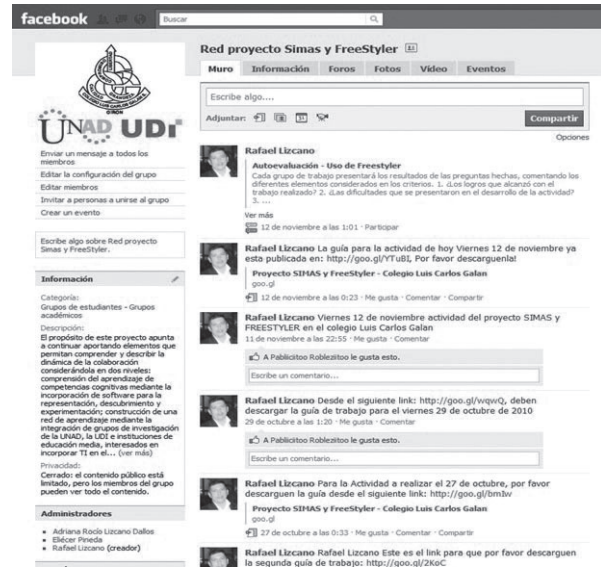 facebook
Buscar
GIRÓN
UNAD UDi
Enviar un mensaje a todos los
miembros
Editar la configuración del grupo
Editar miembros
Invitar a personas a unirse al grupo
Crear un evento
Escribe algo sobre Red proyecto
Simas y FreeStyler.
Información
Categoría:
Grupos de estudiantes - Grupos
académicos
Descripción:
El propósito de este proyecto apunta
a continuar aportando elementos que
permitan comprender y describir la
dinámica de la colaboración
considerándola en dos niveles:
comprensión del aprendizaje de
competencias cognitivas mediante la
incorporación de software para la
representación, descubrimiento y
experimentación; construcción de una
red de aprendizaje mediante la
integración de grupos de investigación
de la UNAD, la UDI e instituciones de
educación media, interesados en
incorporar TI en el... (ver más)
Privacidad:
Cerrado: el contenido público está
limitado, pero los miembros del grupo
pueden ver todo el contenido.
Administradores
Adriana Rocío Lizcano Dallos
Eliécer Pineda
Rafael Lizcano (creador)
Red proyecto Simas y FreeStyler
Muro Información Foros Fotos Vídeo Eventos
Escribe algo....
Adjuntar: Compartir
Opciones
Rafael Lizcano
Autoevaluación - Uso de Freestyler
Cada grupo de trabajo presentará los resultados de las preguntas hechas, comentando los
diferentes elementos considerados en los criterios. 1. ¿Los logros que alcanzó con el
trabajo realizado? 2. ¿Las dificultades que se presentaron en el desarrollo de la actividad?
3. ...
Ver más
12 de noviembre a las 1:01 · Participar
Rafael Lizcano La guía para la actividad de hoy Viernes 12 de noviembre ya
esta publicada en: http://goo.gl/YTuBI, Por favor descarguenla!
Proyecto SIMAS y FreeStyler - Colegio Luis Carlos Galan
goo.gl
12 de noviembre a las 0:23 · Me gusta · Comentar · Compartir
Rafael Lizcano Viernes 12 de noviembre actividad del proyecto SIMAS y
FREESTYLER en el colegio Luis Carlos Galan
11 de noviembre a las 22:55 · Me gusta · Comentar
A Pablicitoo Roblezitoo le gusta esto.
Escribe un comentario...
Rafael Lizcano Desde el siguiente link: http://goo.gl/wqwQ, deben
descargar la guía de trabajo para el viernes 29 de octubre de 2010
29 de octubre a las 1:20 · Me gusta · Comentar
A Pablicitoo Roblezitoo le gusta esto.
Escribe un comentario...
Rafael Lizcano Para la Actividad a realizar el 27 de octubre, por favor
descarguen la guía desde el siguiente link: http://goo.gl/bmIw
Proyecto SIMAS y FreeStyler - Colegio Luis Carlos Galan
goo.gl
27 de octubre a las 0:33 · Me gusta · Comentar · Compartir
Rafael Lizcano Rafael Lizcano Este es el link para que por favor descarguen
la segunda guía de trabajo: http://goo.gl/2KoC